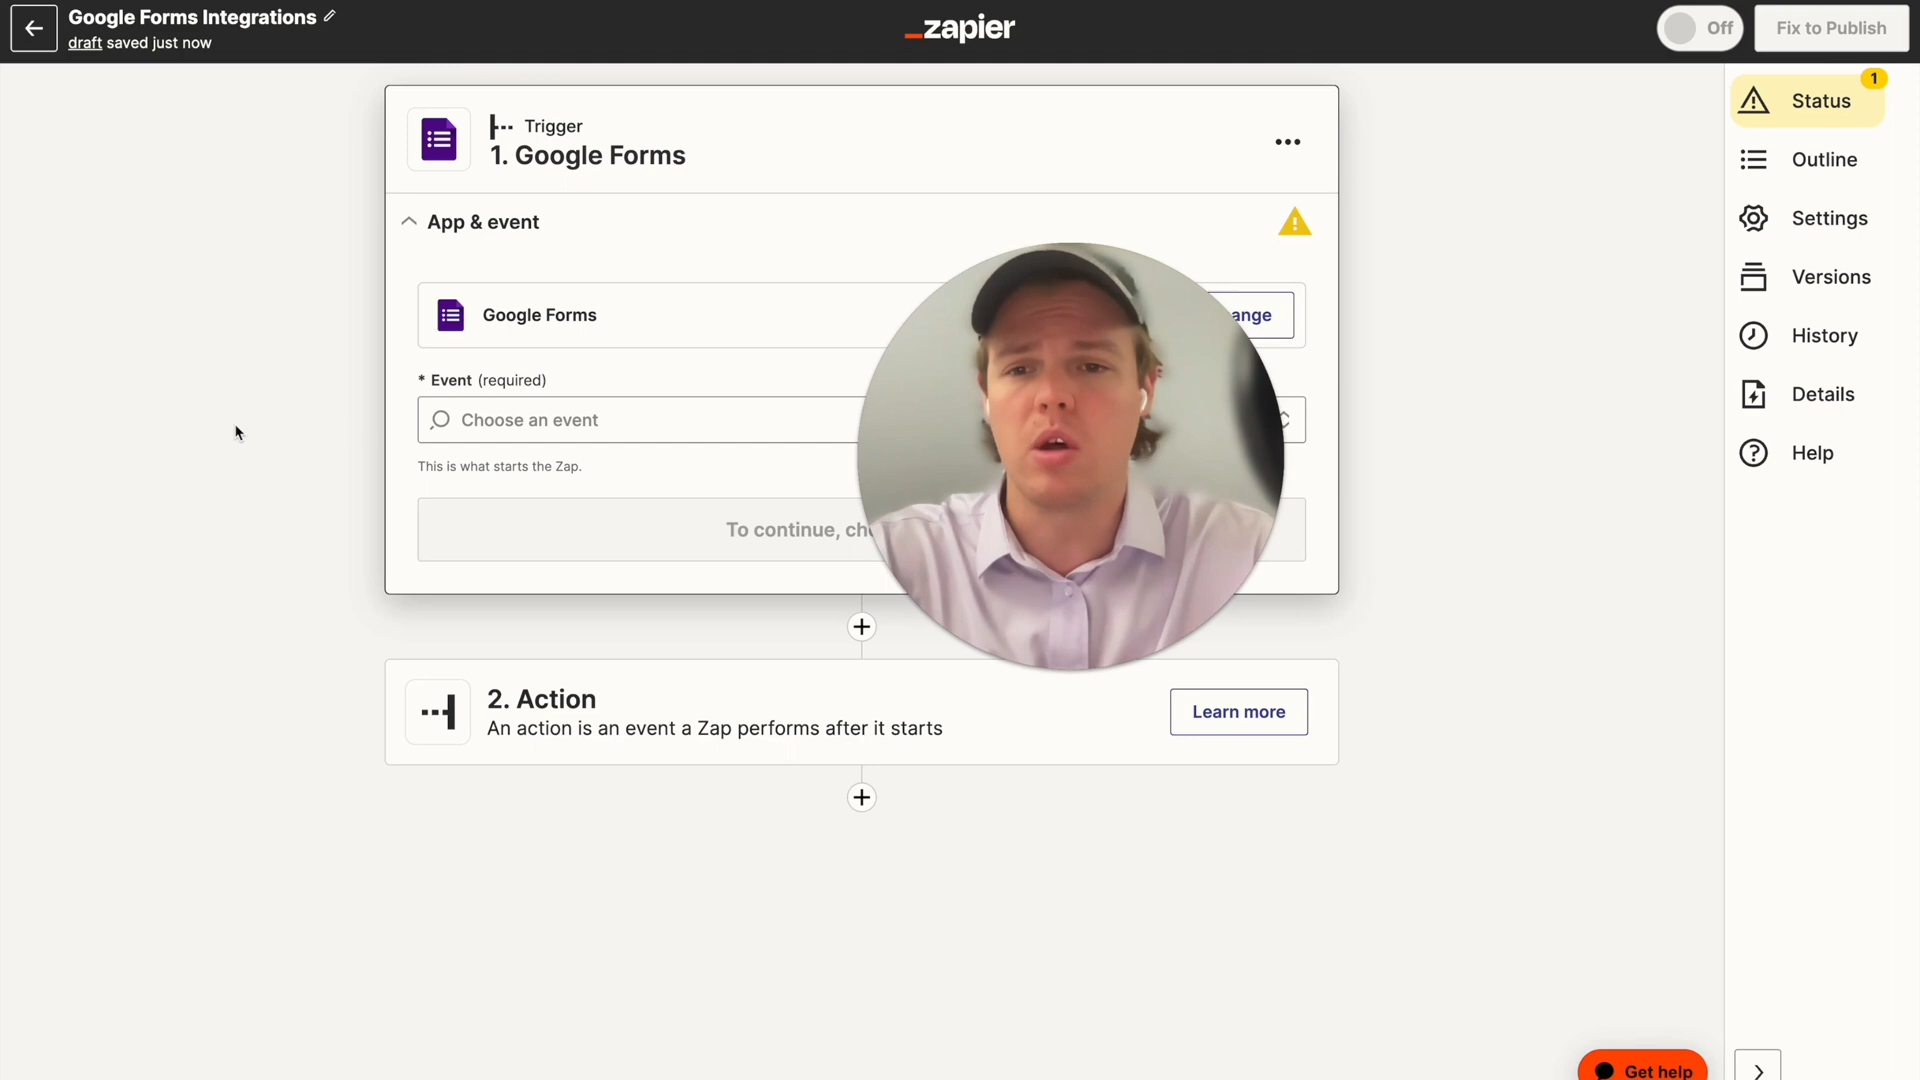 Google Forms Integrations
draft saved just now
zapier
Off
Fix to Publish
Trigger
1. Google Forms
App & event
Google Forms
* Event (required)
Choose an event
This is what starts the Zap.
To continue,
2. Action
An action is an event a Zap performs after it starts
Learn more
1
Status
Outline
Settings
Versions
History
Details
Help
Get help